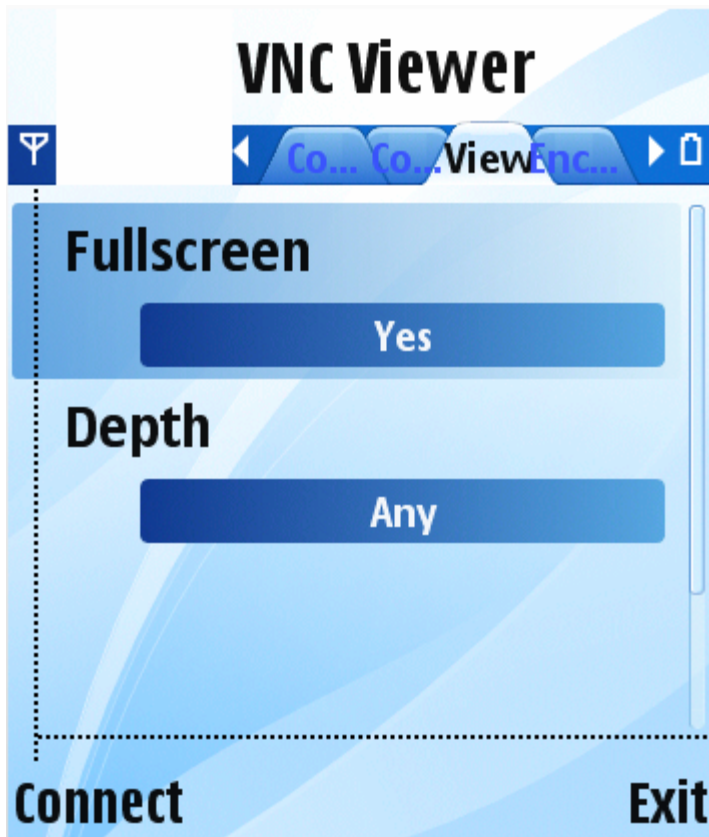 VNC Viewer
Co... Co... View Enc...
Fullscreen
Yes
Depth
Any
Connect Exit